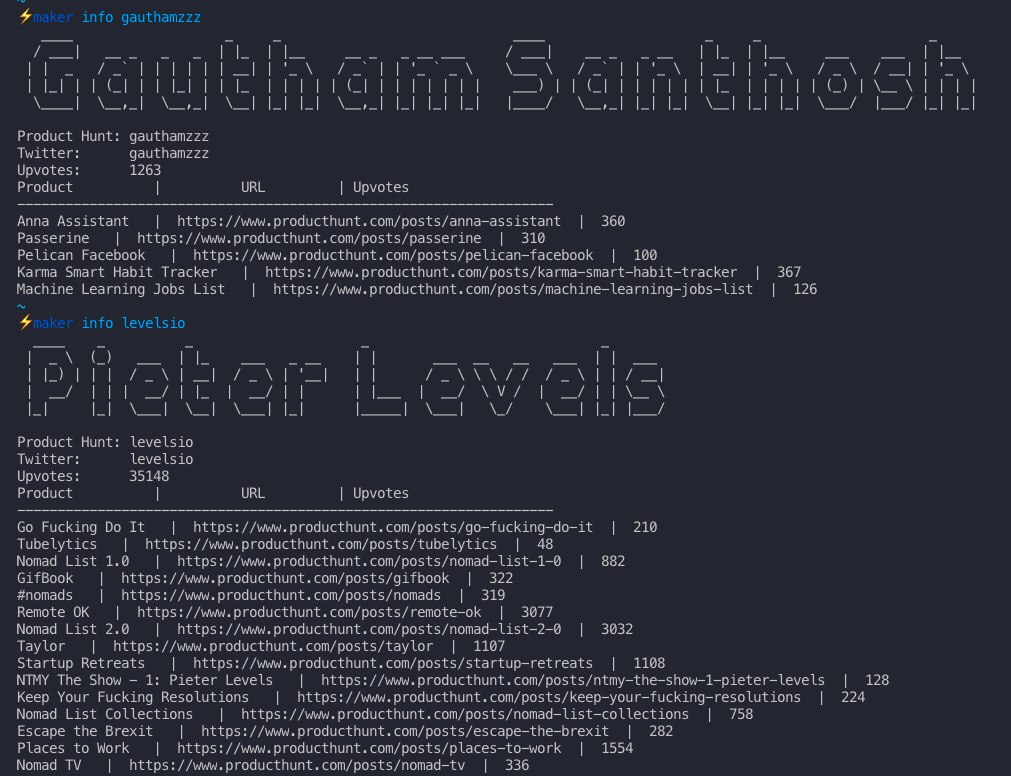 ~
⚡maker info gauthamzzz
Gautham Santhosh
Product Hunt: gauthamzzz
Twitter:      gauthamzzz
Upvotes:      1263
Product          |          URL         | Upvotes
-------------------------------------------------------------------
Anna Assistant   |  https://www.producthunt.com/posts/anna-assistant  |  360
Passerine   |  https://www.producthunt.com/posts/passerine  |  310
Pelican Facebook   |  https://www.producthunt.com/posts/pelican-facebook  |  100
Karma Smart Habit Tracker   |  https://www.producthunt.com/posts/karma-smart-habit-tracker  |  367
Machine Learning Jobs List   |  https://www.producthunt.com/posts/machine-learning-jobs-list  |  126
~
⚡maker info levelsio
Pieter Levels
Product Hunt: levelsio
Twitter:      levelsio
Upvotes:      35148
Product          |          URL         | Upvotes
-------------------------------------------------------------------
Go Fucking Do It   |  https://www.producthunt.com/posts/go-fucking-do-it  |  210
Tubelytics   |  https://www.producthunt.com/posts/tubelytics  |  48
Nomad List 1.0   |  https://www.producthunt.com/posts/nomad-list-1-0  |  882
GifBook   |  https://www.producthunt.com/posts/gifbook  |  322
#nomads   |  https://www.producthunt.com/posts/nomads  |  319
Remote OK   |  https://www.producthunt.com/posts/remote-ok  |  3077
Nomad List 2.0   |  https://www.producthunt.com/posts/nomad-list-2-0  |  3032
Taylor   |  https://www.producthunt.com/posts/taylor  |  1107
Startup Retreats   |  https://www.producthunt.com/posts/startup-retreats  |  1108
NTMY The Show - 1: Pieter Levels   |  https://www.producthunt.com/posts/ntmy-the-show-1-pieter-levels  |  128
Keep Your Fucking Resolutions   |  https://www.producthunt.com/posts/keep-your-fucking-resolutions  |  224
Nomad List Collections   |  https://www.producthunt.com/posts/nomad-list-collections  |  758
Escape the Brexit   |  https://www.producthunt.com/posts/escape-the-brexit  |  282
Places to Work   |  https://www.producthunt.com/posts/places-to-work  |  1554
Nomad TV   |  https://www.producthunt.com/posts/nomad-tv  |  336